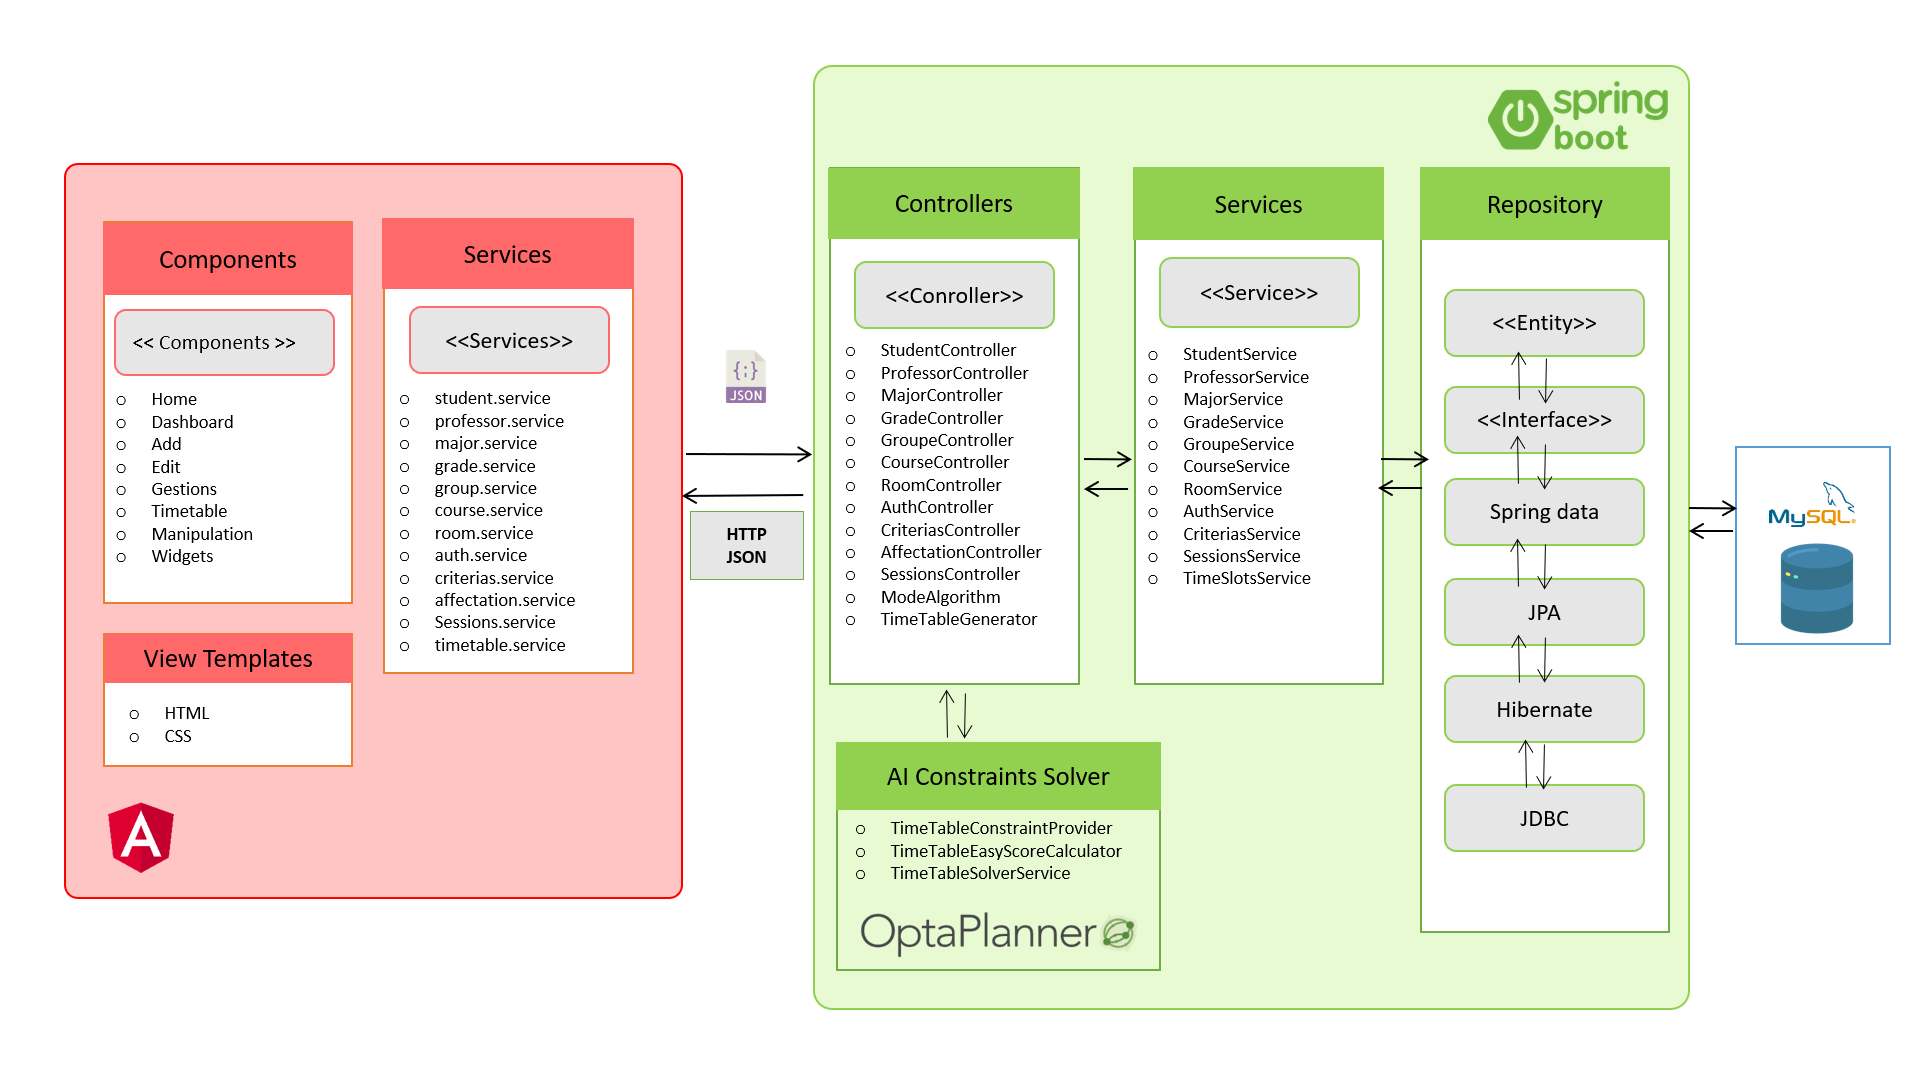 Components
<< Components >>
Home
Dashboard
Add
Edit
Gestions
Timetable
Manipulation
Widgets
View Templates
HTML
CSS
A
Services
<<Services>>
student.service
professor.service
major.service
grade.service
group.service
course.service
room.service
auth.service
criterias.service
affectation.service
Sessions.service
timetable.service
{;}
JSON
HTTP
JSON
spring
boot
Controllers
<<Conroller>>
StudentController
ProfessorController
MajorController
GradeController
GroupeController
CourseController
RoomController
AuthController
CriteriasController
AffectationController
SessionsController
ModeAlgorithm
TimeTableGenerator
AI Constraints Solver
TimeTableConstraintProvider
TimeTableEasyScoreCalculator
TimeTableSolverService
OptaPlanner
Services
<<Service>>
StudentService
ProfessorService
MajorService
GradeService
GroupeService
CourseService
RoomService
AuthService
CriteriasService
SessionsService
TimeSlotsService
Repository
<<Entity>>
<<Interface>>
Spring data
JPA
Hibernate
JDBC
MySQL